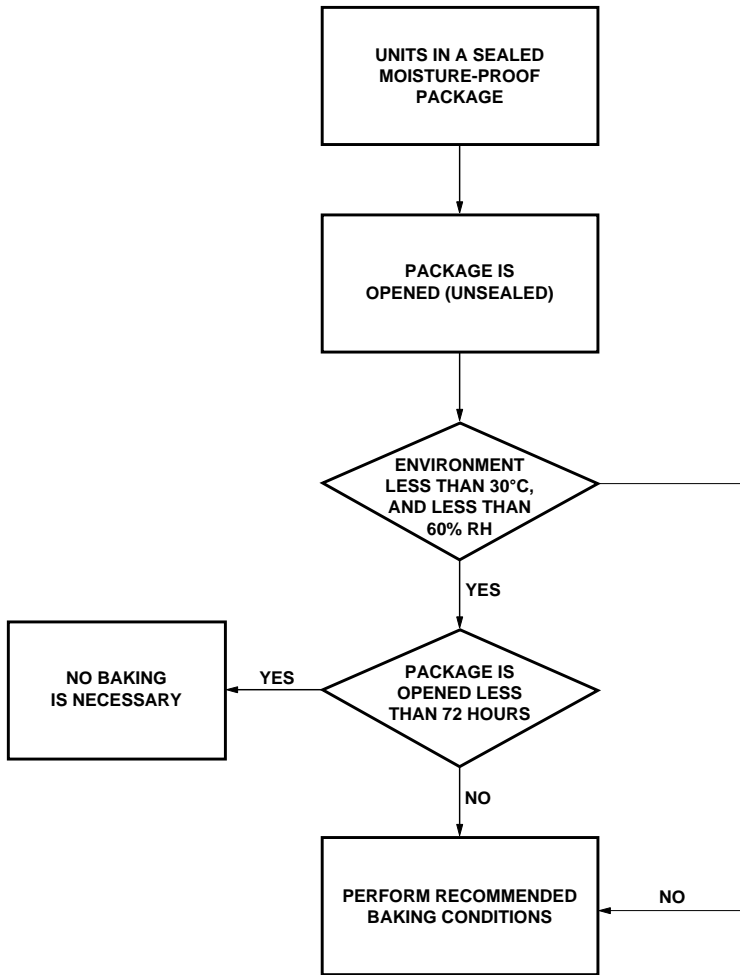 UNITS IN A SEALED
MOISTURE-PROOF
PACKAGE
PACKAGE IS
OPENED (UNSEALED)
ENVIRONMENT
LESS THAN 30°C,
AND LESS THAN
60% RH
YES
NO BAKING
IS NECESSARY
YES
PACKAGE IS
OPENED LESS
THAN 72 HOURS
NO
PERFORM RECOMMENDED
BAKING CONDITIONS
NO